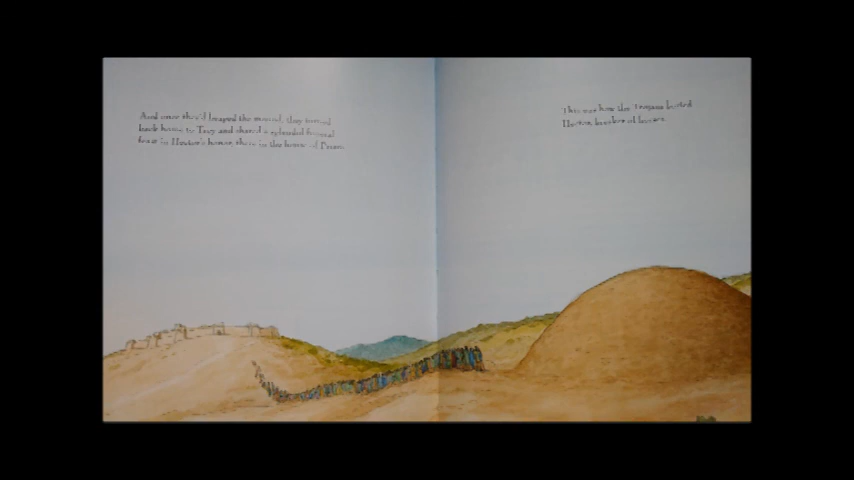 And once they'd heaped the mound, they turned
back home to Troy and shared a splendid funeral
feast in Hector's honor, there in the house of Priam.
This was how the Trojans buried
Hector, breaker of horses.